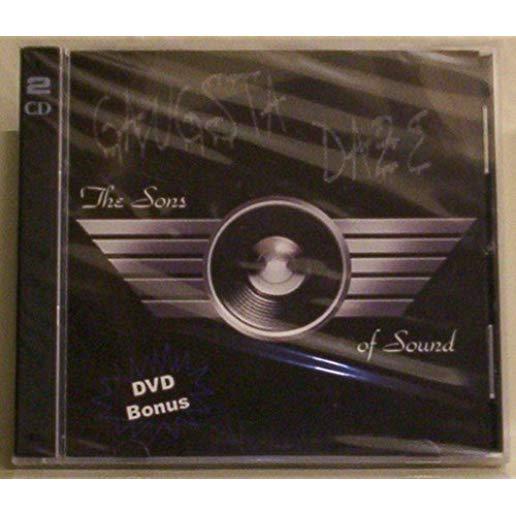 2
CD
GANGSTA
DAZE
The Sons
of Sound
DVD
Bonus